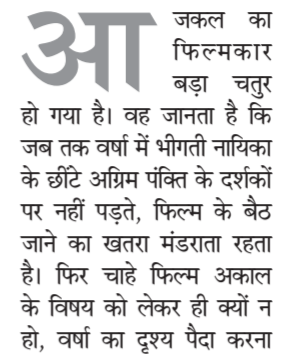 आजकल का
फिल्मकार
बड़ा चतुर
हो गया है। वह जानता है कि
जब तक वर्षा में भीगती नायिका
के छींटे अग्रिम पंक्ति के दर्शकों
पर नहीं पड़ते, फिल्म के बैठ
जाने का खतरा मंडराता रहता
है। फिर चाहे फिल्म अकाल
के विषय को लेकर ही क्यों न
हो, वर्षा का दृश्य पैदा करना